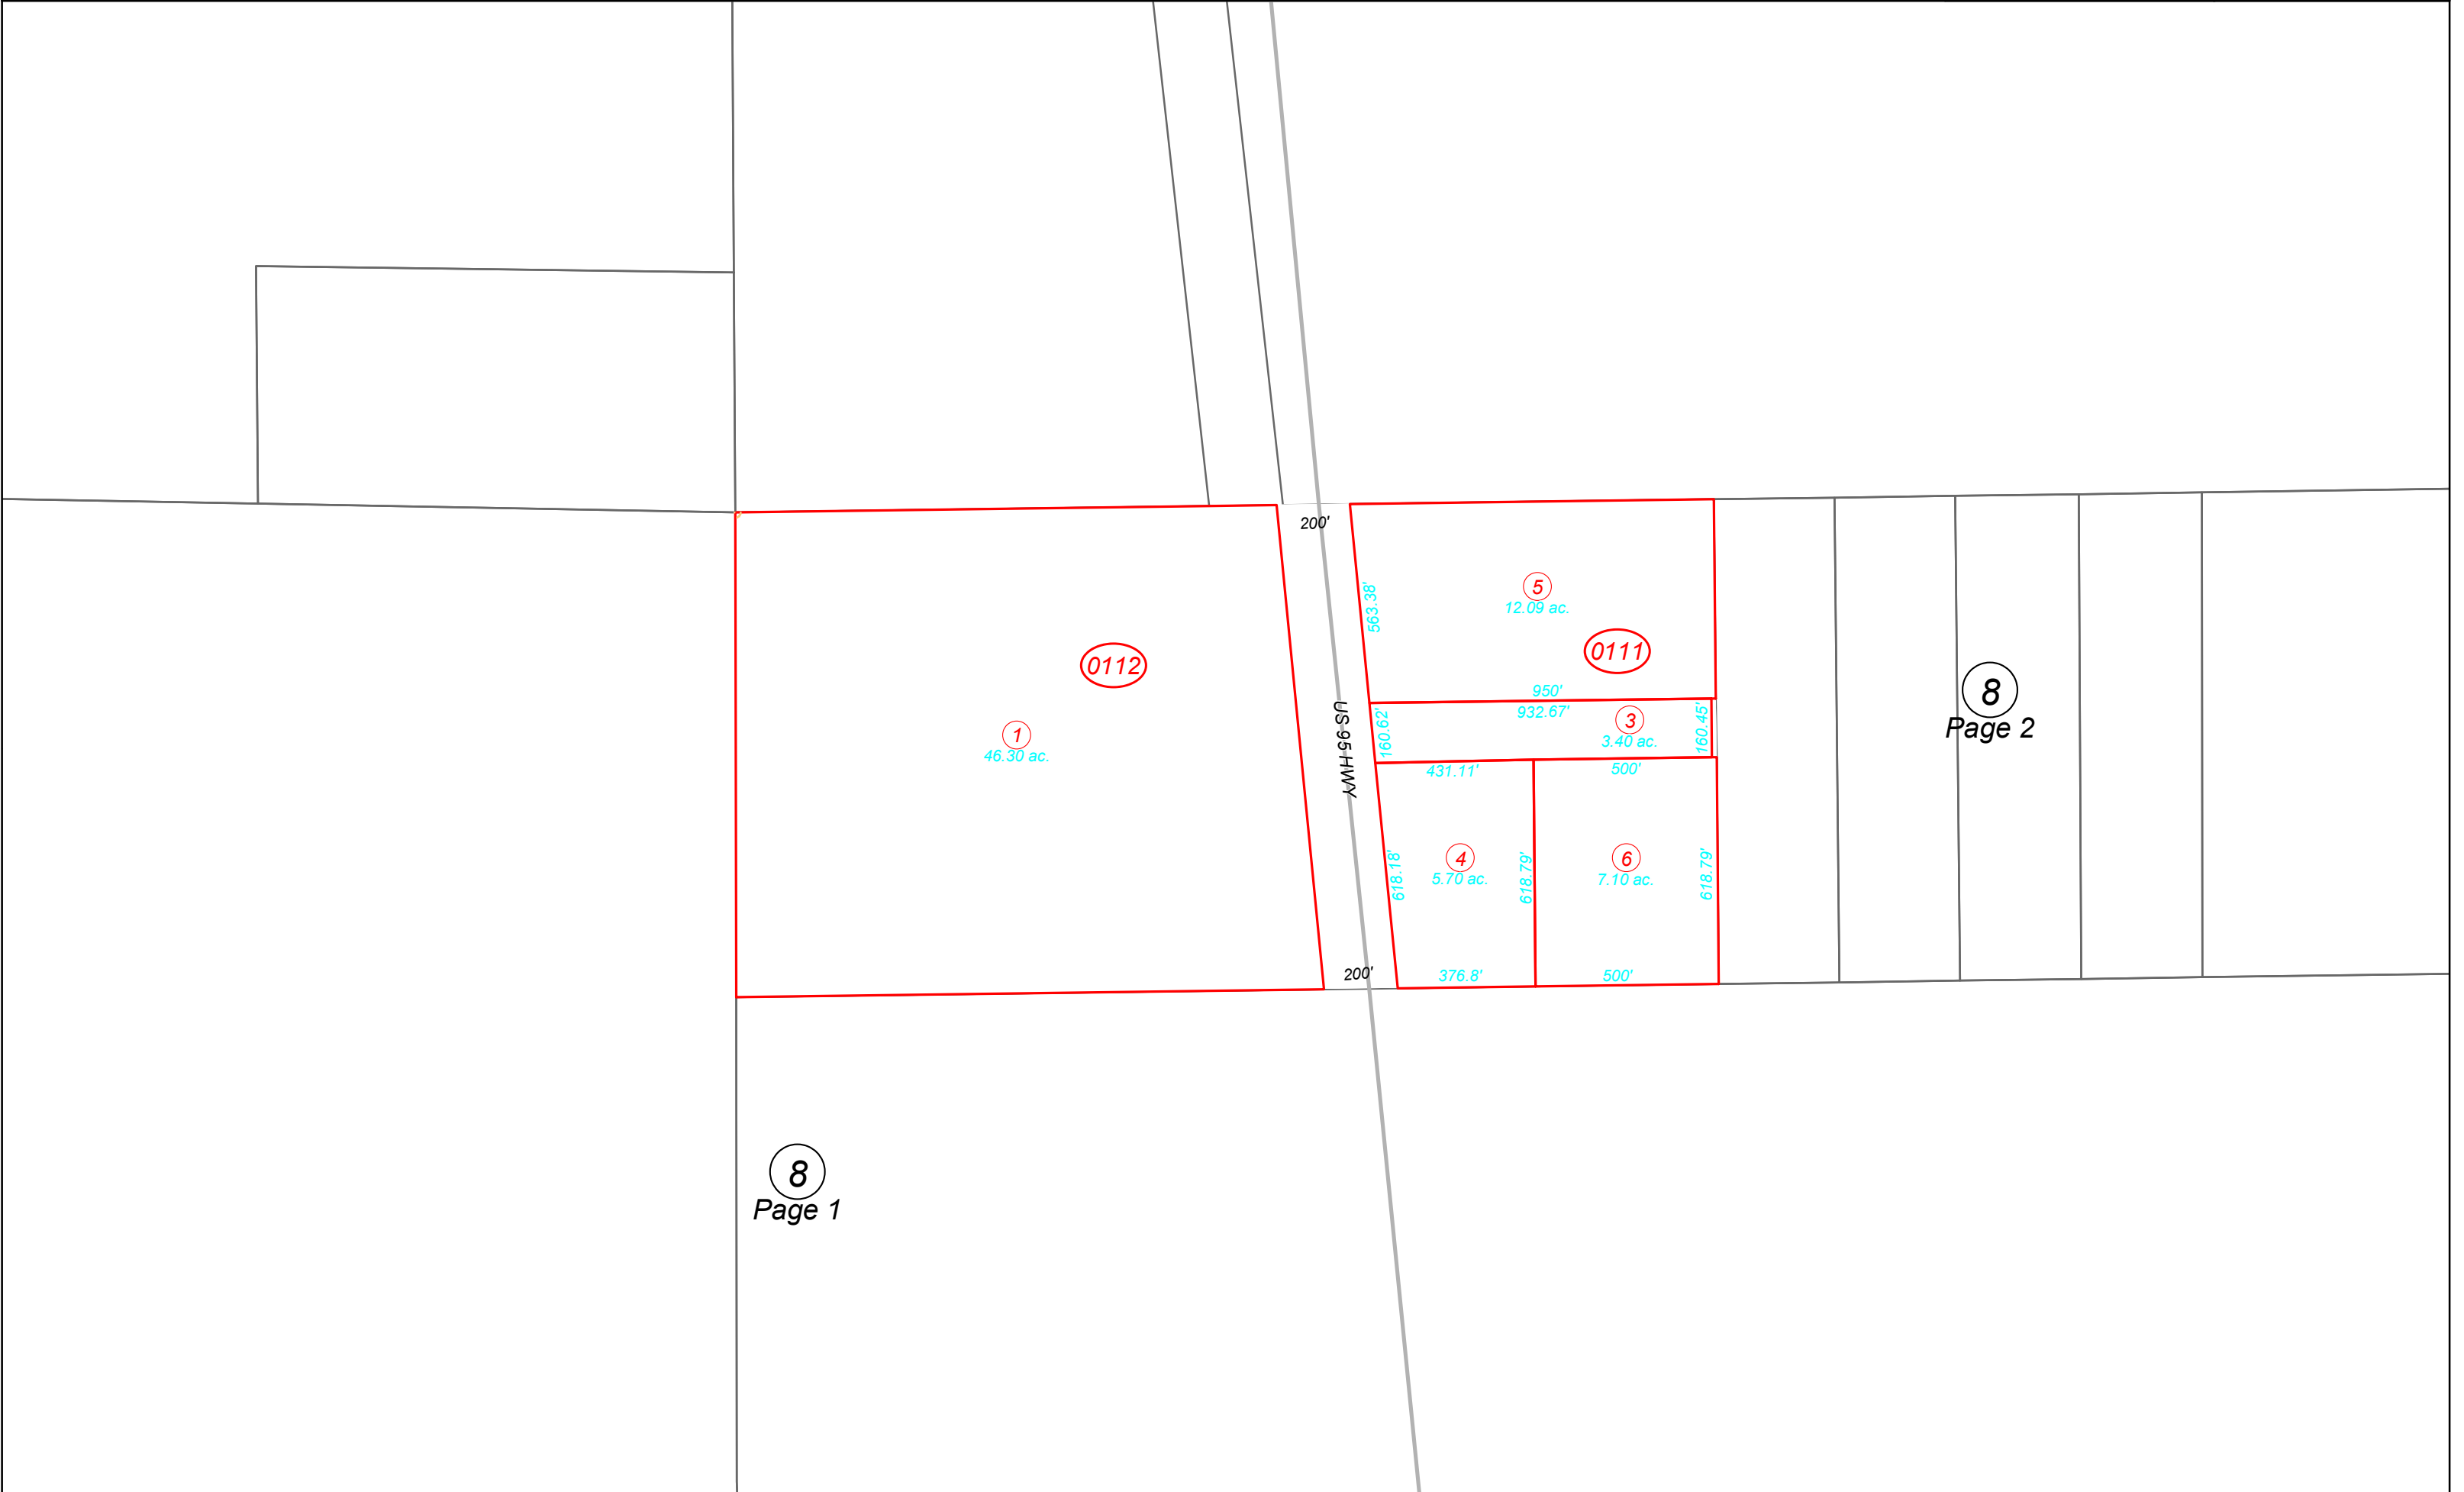 200'
563.38'
5
12.09 ac.
0111
0112
950'
932.67'
160.62'
3
3.40 ac.
160.45'
8
Page 2
1
46.30 ac.
US 95 HWY
431.11'
500'
618.18'
4
5.70 ac.
618.79'
6
7.10 ac.
618.79'
200'
376.8'
500'
8
Page 1